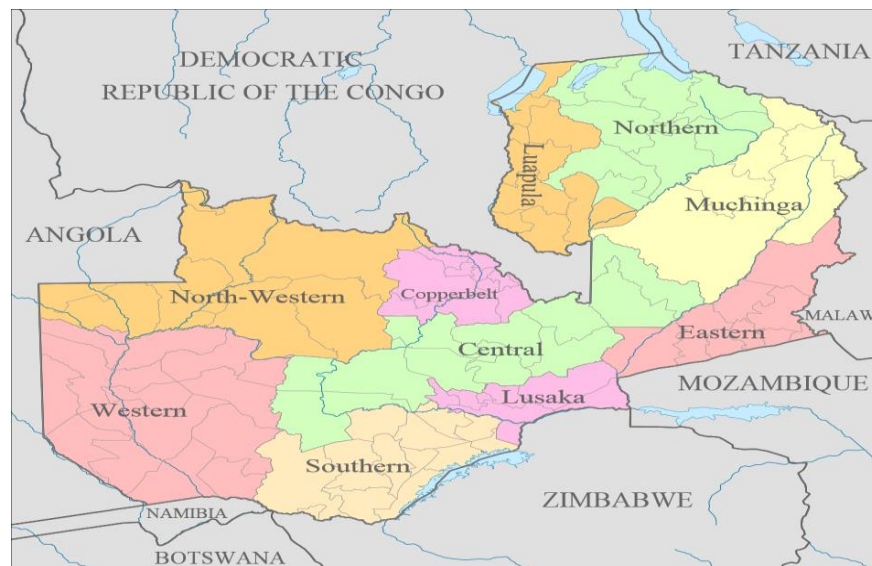 DEMOCRATIC
REPUBLIC OF THE CONGO
TANZANIA
Northern
Luapula
Muchinga
ANGOLA
North-Western
Copperbelt
MALAW
Eastern
Central
MOZAMBIQUE
Western
Lusaka
Southern
ZIMBABWE
NAMIBIA
BOTSWANA